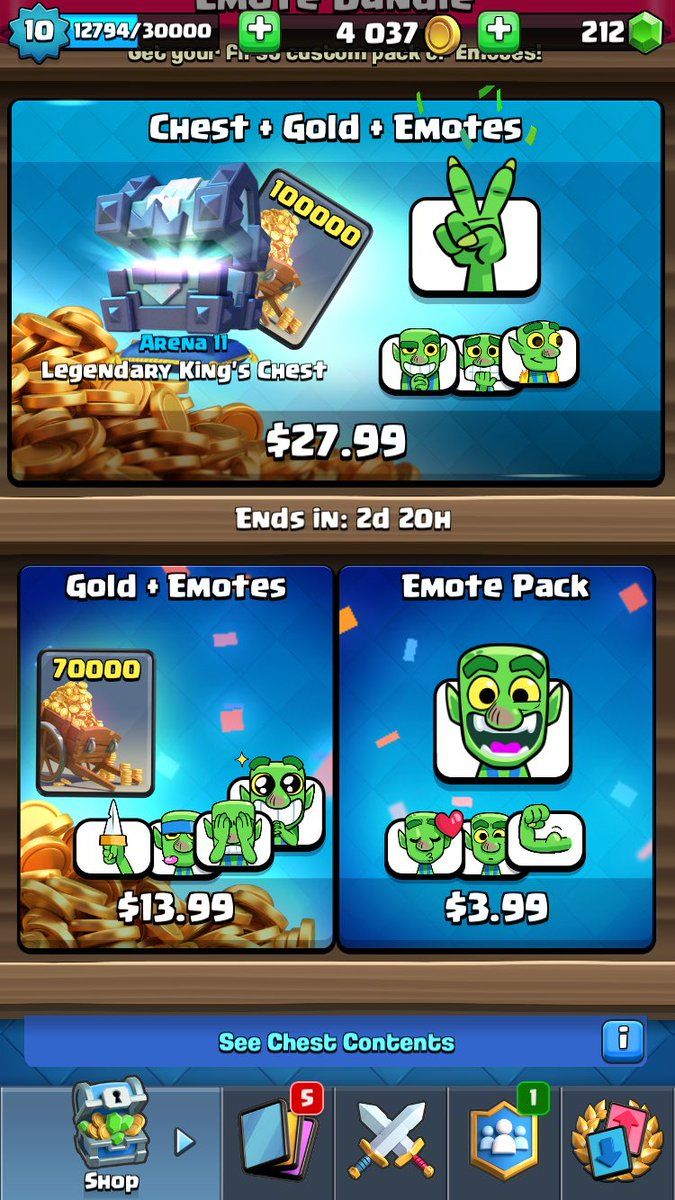 Emote Bundle
10 12794/30000 4 037 212
Get your first custom pack of Emotes!
Chest + Gold + Emotes
100000
Arena 11
Legendary King's Chest
$27.99
Ends in: 2d 20h
Gold + Emotes
70000
$13.99
Emote Pack
$3.99
See Chest Contents
i
5
1
Shop